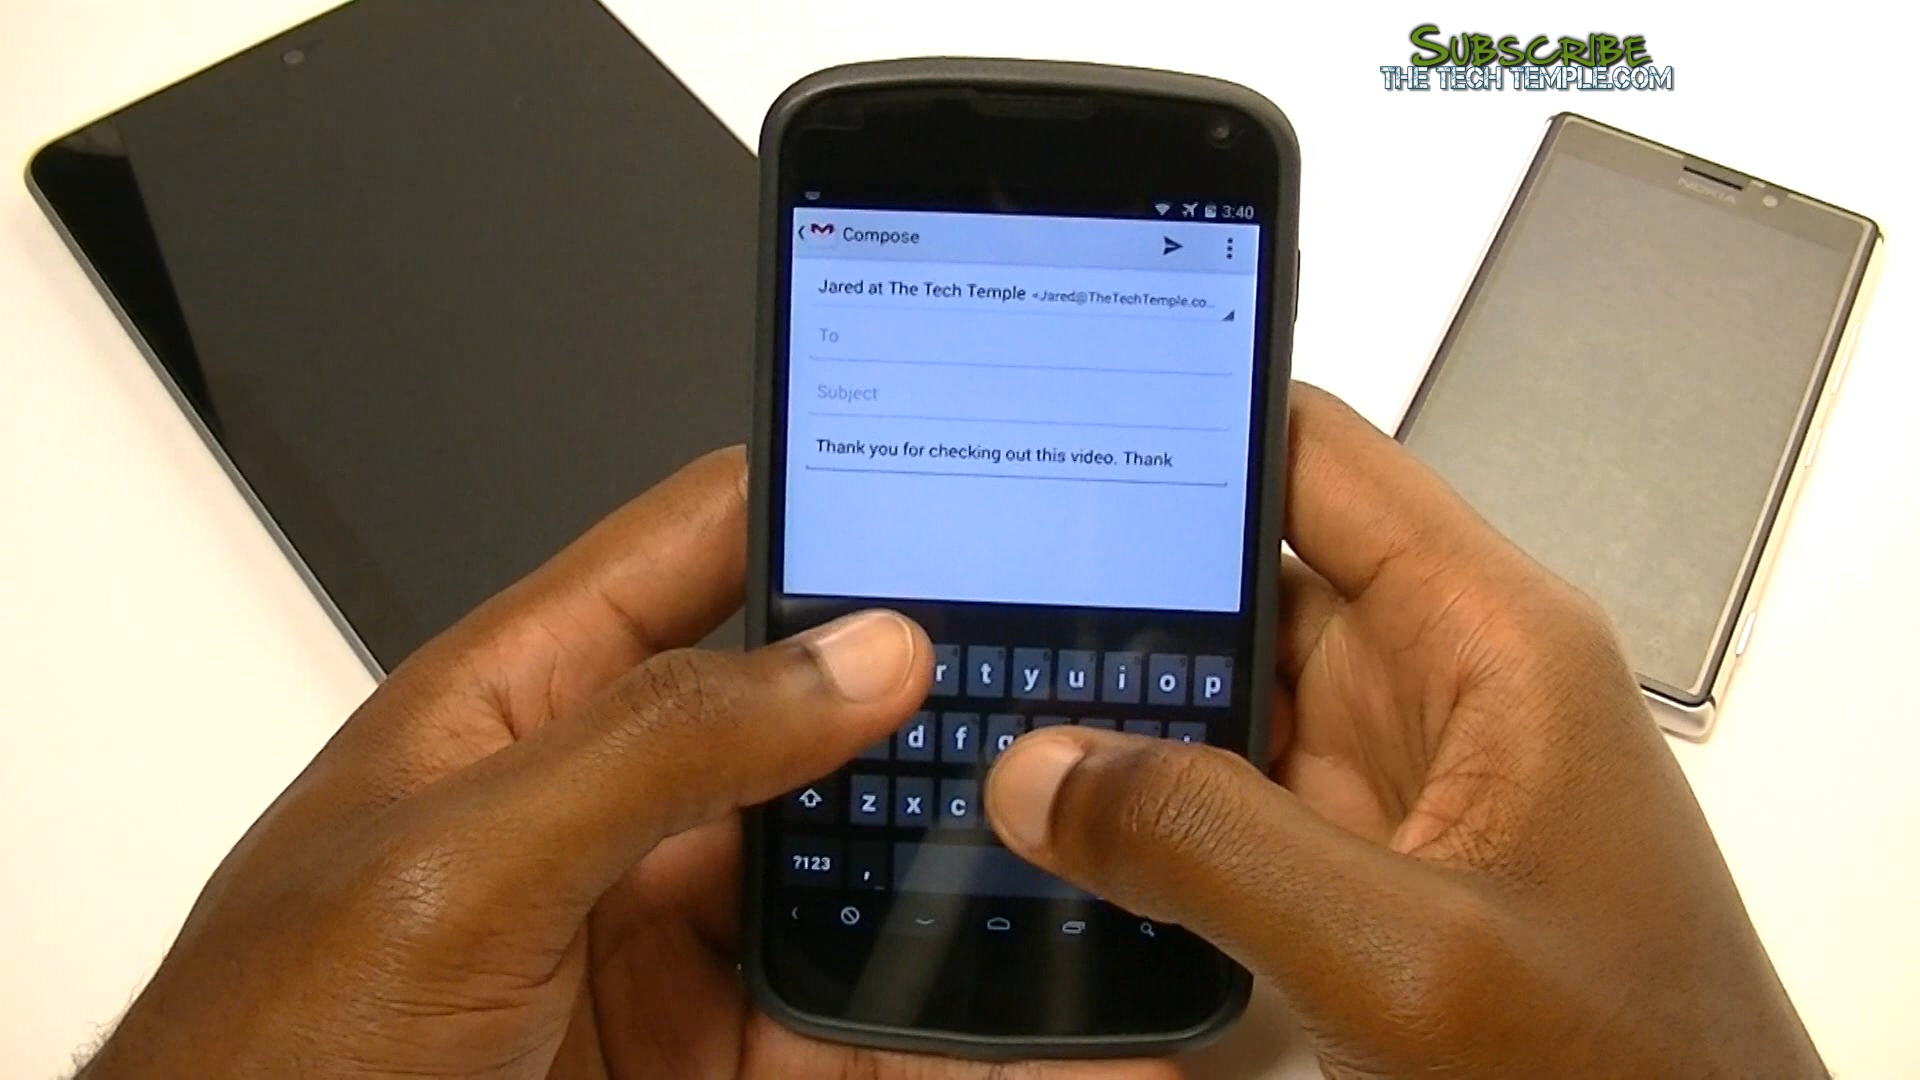 SUBSCRIBE
THE TECH TEMPLE.COM
NOKIA
3:40
Compose
Jared at The Tech Temple <Jared@TheTechTemple.co...
To
Subject
Thank you for checking out this video. Thank
r t y u i o p
d f g
z x c
?123 ,